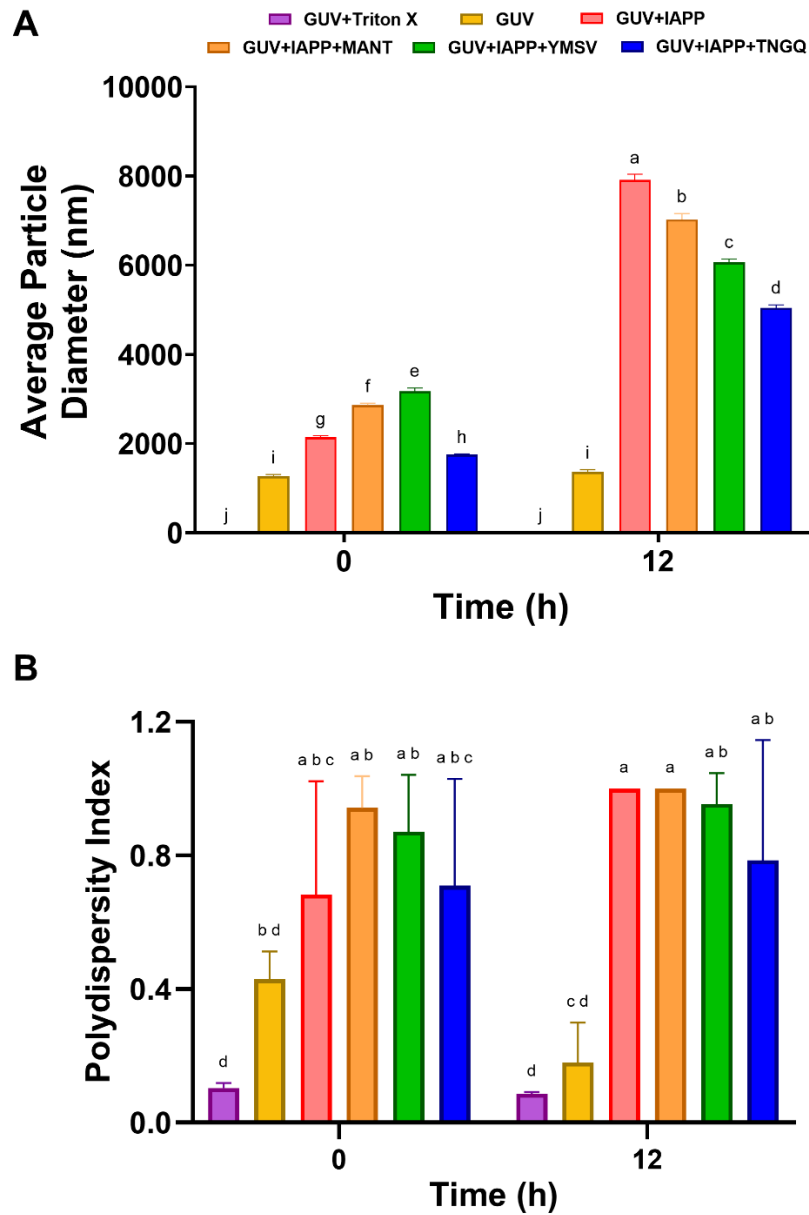 A
GUV+Triton X GUV GUV+IAPP
GUV+IAPP+MANT GUV+IAPP+YMSV GUV+IAPP+TNGQ
Average Particle
Diameter (nm)
10000
8000
6000
4000
2000
0
j i g f e h j i a b c d
0 12
Time (h)
B
Polydispersity Index
1.2
0.8
0.4
0.0
d b d a b c a b a b a b c d c d a a a b a b
0 12
Time (h)